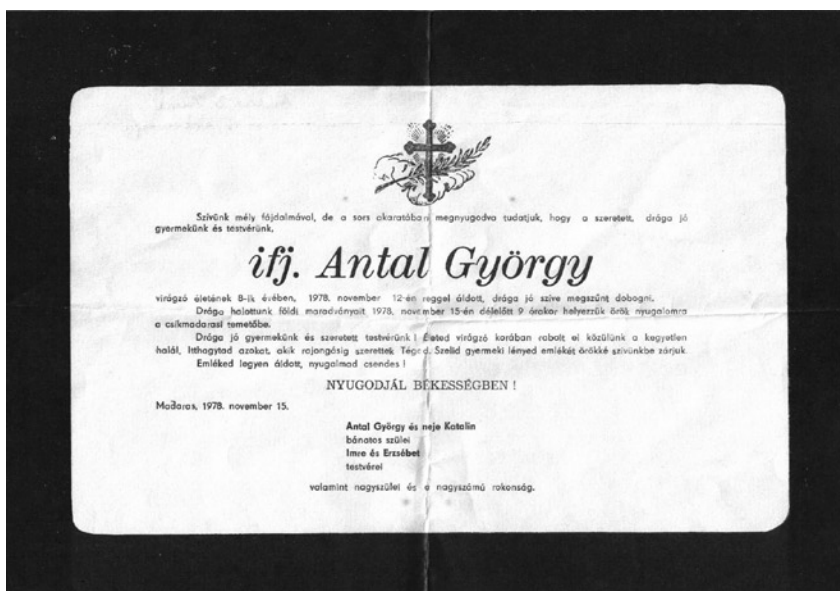 Szívünk mély fájdalmával, de a sors akaratában megnyugodva tudatjuk, hogy a szeretett, drága jó
gyermekünk és testvérünk,
ifj. Antal György
virágzó életének 8-ik évében, 1978. november 12-én reggel áldott, drága jó szíve megszűnt dobogni.
Drága halottunk földi maradványait 1978, november 15-én délelőtt 9 órakor helyezzük örök nyugalomra
a csíkmadarasi temetőbe.
Drága jó gyermekünk és szeretett testvérünk! Életed virágzó korában rabolt el közülünk a kegyetlen
halál, Itthagytad azokat, akik rajongásig szerettek Téged. Szelíd gyermeki lényed emlékét örökké szívünkbe zárjuk.
Emléked legyen áldott, nyugalmad csendes!
NYUGODJÁL BÉKESSÉGBEN!
Madaras, 1978. november 15.
Antal György és neje Katalin
bánatos szülei
Imre és Erzsébet
testvérei
valamint nagyszülei és a nagyszámú rokonság.